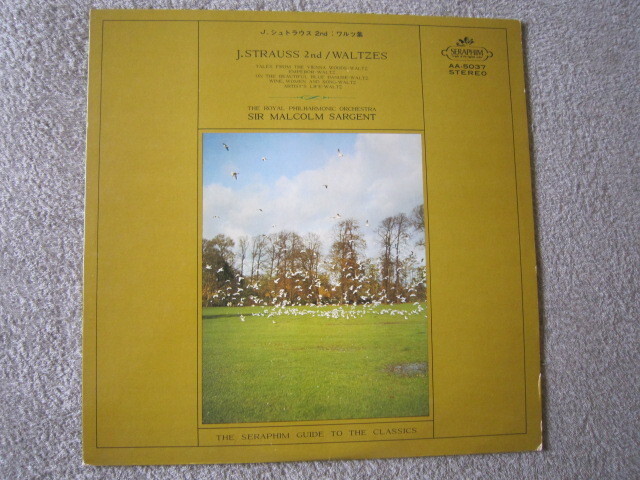 J. シュトラウス 2nd：ワルツ集
J. STRAUSS 2nd / WALTZES
TALES FROM THE VIENNA WOODS-WALTZ
EMPEROR-WALTZ
ON THE BEAUTIFUL BLUE DANUBE-WALTZ
WINE, WOMEN AND SONG-WALTZ
ARTIST'S LIFE-WALTZ
THE ROYAL PHILHARMONIC ORCHESTRA
SIR MALCOLM SARGENT
SERAPHIM
AA-5037
STEREO
THE SERAPHIM GUIDE TO THE CLASSICS